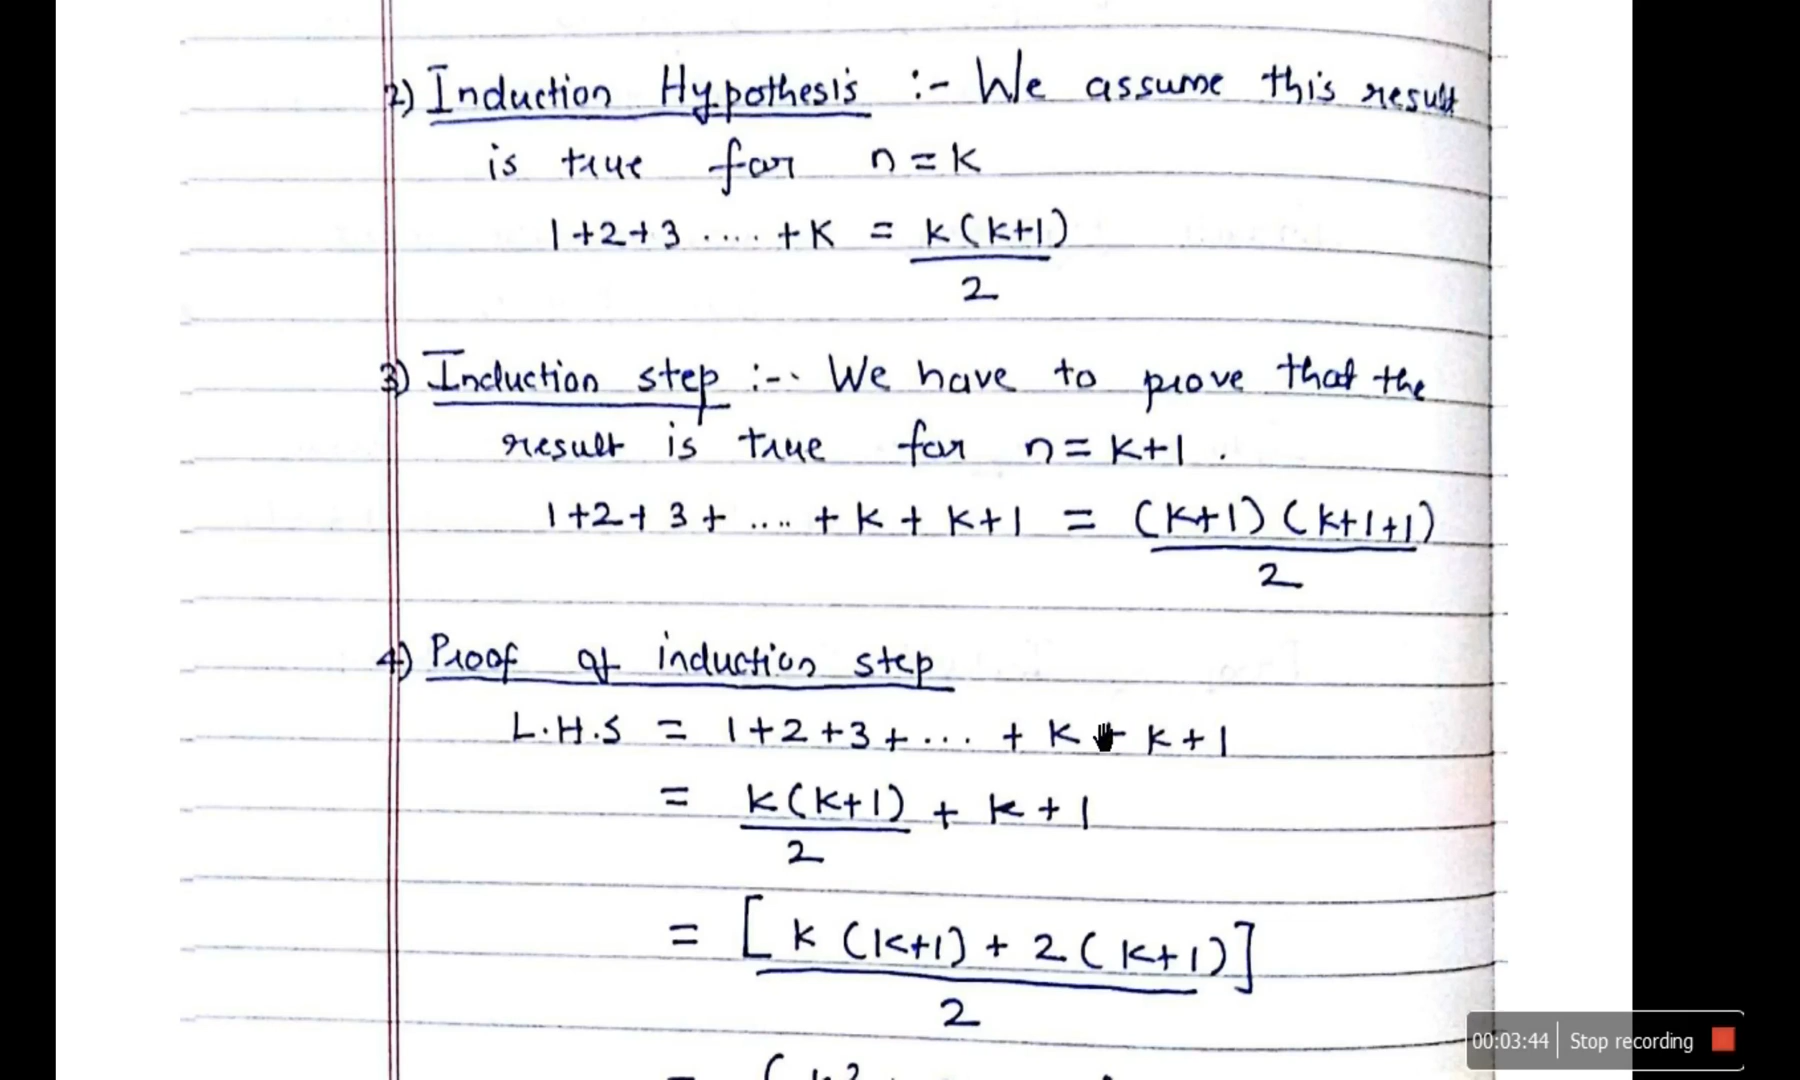 2) Induction Hypothesis :- We assume this result
is true for n = k
1+2+3 ..... +k = k(k+1)
2
3) Induction step :-. We have to prove that the
result is true for n = k+1 .
1+2+3+ ..... + k + k+1 = (k+1) (k+1+1)
2
4) Proof of induction step
L.H.S = 1+2+3+ ... + k + k+1
= k(k+1) + k+1
2
= [ k (k+1) + 2 (k+1) ]
2
00:03:44 Stop recording